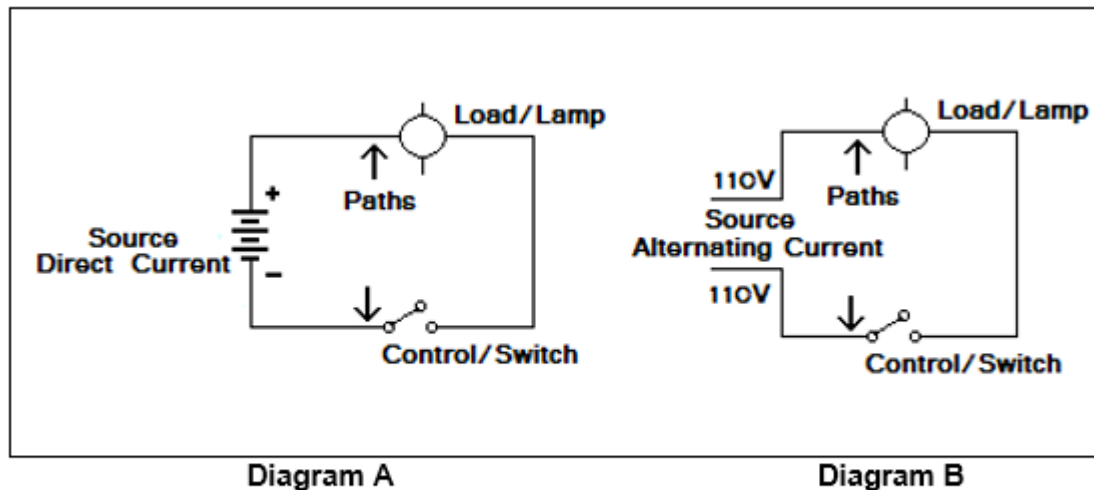 Load/Lamp
Paths
+
Source
Direct Current
−
Control/Switch
Diagram A
Load/Lamp
110V
Paths
Source
Alternating Current
110V
Control/Switch
Diagram B